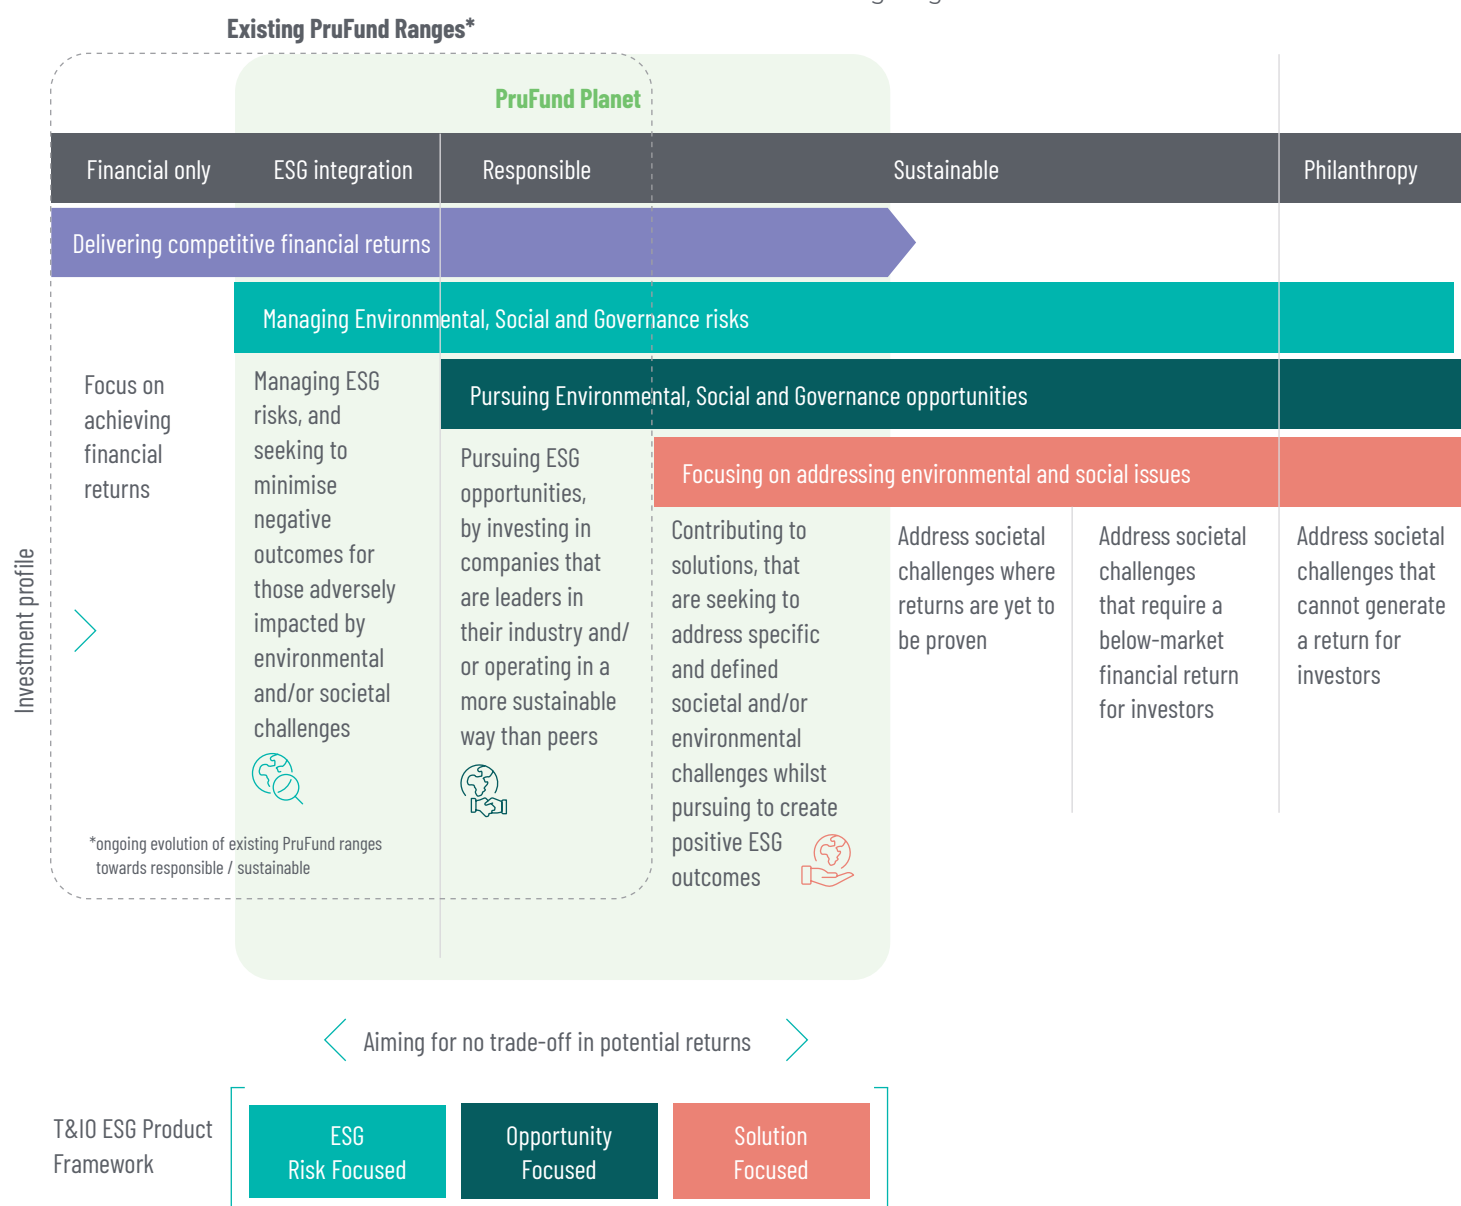 Existing PruFund Ranges*
PruFund Planet
Financial only
ESG integration
Responsible
Sustainable
Philanthropy
Delivering competitive financial returns
Managing Environmental, Social and Governance risks
Pursuing Environmental, Social and Governance opportunities
Focusing on addressing environmental and social issues
Investment profile
Focus on
achieving
financial
returns
Managing ESG
risks, and
seeking to
minimise
negative
outcomes for
those adversely
impacted by
environmental
and/or societal
challenges
Pursuing ESG
opportunities,
by investing in
companies that
are leaders in
their industry and/
or operating in a
more sustainable
way than peers
Contributing to
solutions, that
are seeking to
address specific
and defined
societal and/or
environmental
challenges whilst
pursuing to create
positive ESG
outcomes
Address societal
challenges where
returns are yet to
be proven
Address societal
challenges
that require a
below-market
financial return
for investors
Address societal
challenges that
cannot generate
a return for
investors
*ongoing evolution of existing PruFund ranges
towards responsible / sustainable
Aiming for no trade-off in potential returns
T&IO ESG Product
Framework
ESG
Risk Focused
Opportunity
Focused
Solution
Focused